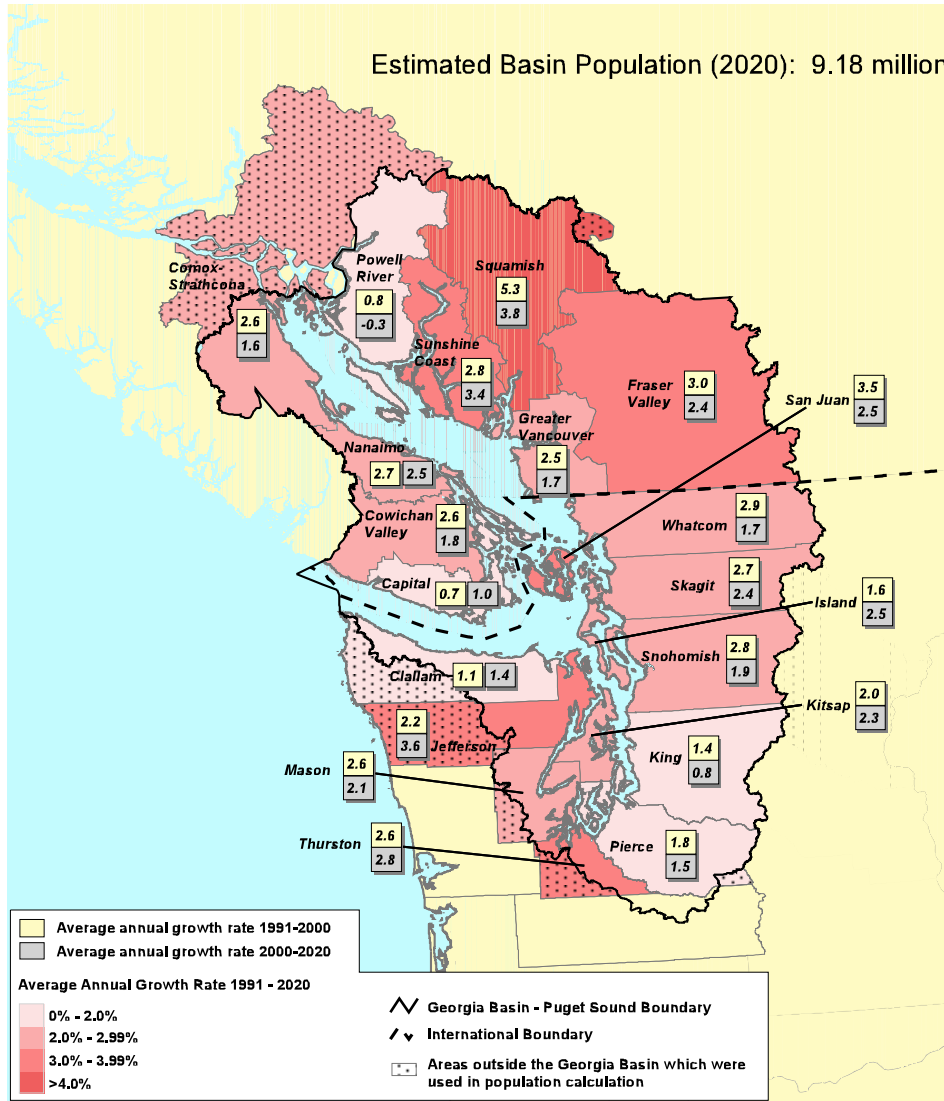 Estimated Basin Population (2020): 9.18 million
Comox-
Strathcona
2.6
1.6
Powell
River
0.8
-0.3
Squamish
5.3
3.8
Sunshine
Coast
2.8
3.4
Fraser
Valley
3.0
2.4
San Juan
3.5
2.5
Greater
Vancouver
2.5
1.7
Nanaimo
2.7 2.5
Cowichan
Valley
2.6
1.8
Whatcom
2.9
1.7
Capital
0.7 1.0
Skagit
2.7
2.4
Island
1.6
2.5
Clallam
1.1 1.4
Snohomish
2.8
1.9
Kitsap
2.0
2.3
Jefferson
2.2
3.6
King
1.4
0.8
Mason
2.6
2.1
Thurston
2.6
2.8
Pierce
1.8
1.5
Average annual growth rate 1991-2000
Average annual growth rate 2000-2020
Average Annual Growth Rate 1991 - 2020
0% - 2.0%
2.0% - 2.99%
3.0% - 3.99%
>4.0%
Georgia Basin - Puget Sound Boundary
International Boundary
Areas outside the Georgia Basin which were
used in population calculation